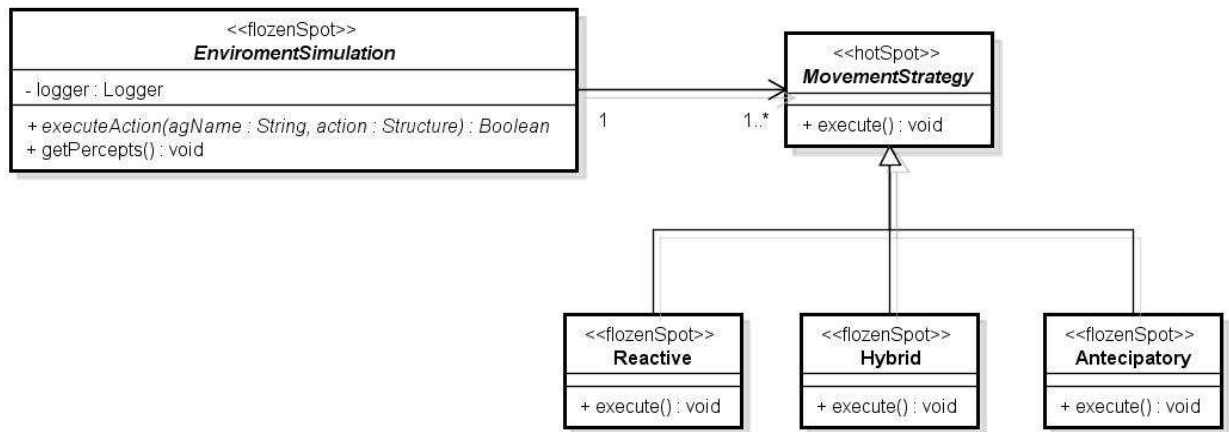 <<flozenSpot>>
EnviromentSimulation
- logger : Logger
+ executeAction(agName : String, action : Structure) : Boolean
+ getPercepts() : void
1
1..*
<<hotSpot>>
MovementStrategy
+ execute() : void
<<flozenSpot>>
Reactive
+ execute() : void
<<flozenSpot>>
Hybrid
+ execute() : void
<<flozenSpot>>
Antecipatory
+ execute() : void